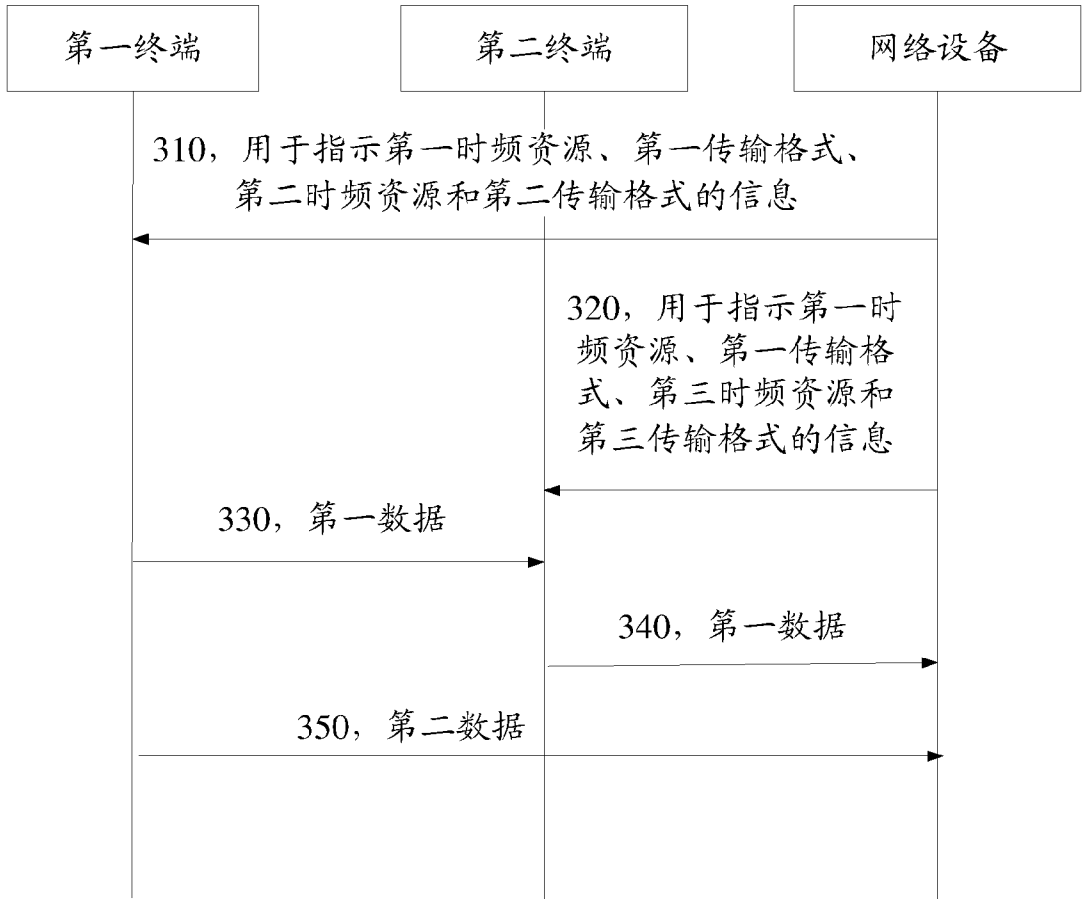 第一终端
第二终端
网络设备
310，用于指示第一时频资源、第一传输格式、
第二时频资源和第二传输格式的信息
320，用于指示第一时
频资源、第一传输格
式、第三时频资源和
第三传输格式的信息
330，第一数据
340，第一数据
350，第二数据